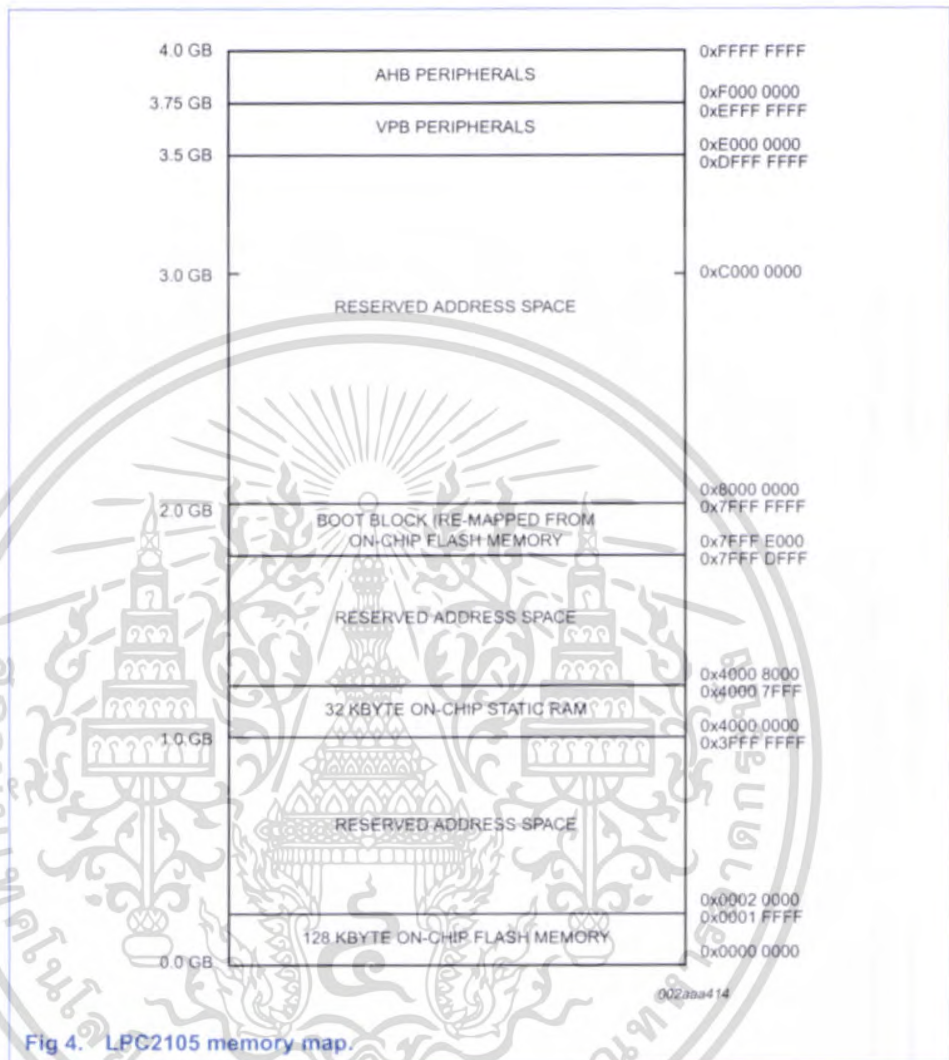 4.0 GB
0xFFFF FFFF
AHB PERIPHERALS
0xF000 0000
3.75 GB
0xEFFF FFFF
VPB PERIPHERALS
0xE000 0000
3.5 GB
0xDFFF FFFF
3.0 GB
0xC000 0000
RESERVED ADDRESS SPACE
0x8000 0000
2.0 GB
0x7FFF FFFF
BOOT BLOCK (RE-MAPPED FROM
ON-CHIP FLASH MEMORY
0x7FFF E000
0x7FFF DFFF
RESERVED ADDRESS SPACE
0x4000 8000
0x4000 7FFF
32 KBYTE ON-CHIP STATIC RAM
0x4000 0000
1.0 GB
0x3FFF FFFF
RESERVED ADDRESS SPACE
0x0002 0000
0x0001 FFFF
128 KBYTE ON-CHIP FLASH MEMORY
0x0000 0000
0.0 GB
002aaa414
Fig 4. LPC2105 memory map.